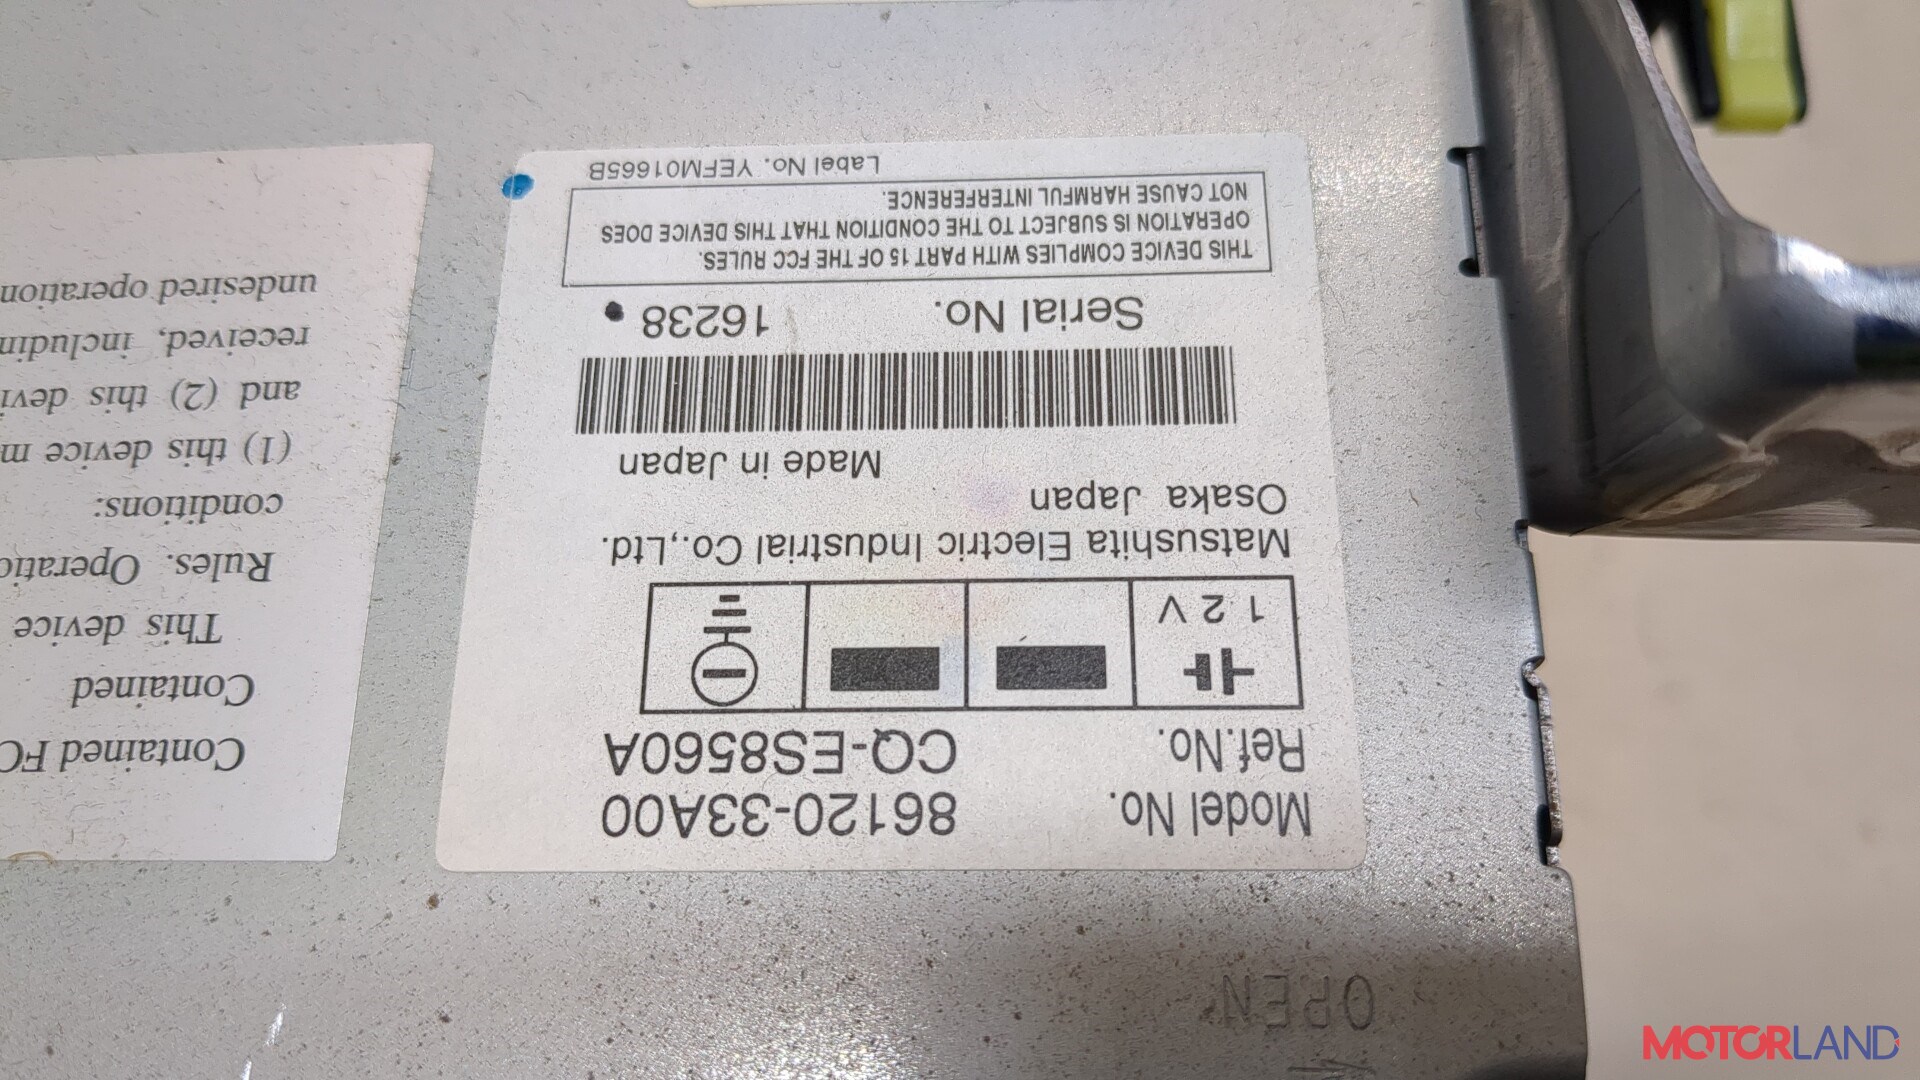 Model No. 86120-33A00
Ref.No. CQ-ES8560A
12V
Matsushita Electric Industrial Co.,Ltd.
Osaka Japan
Made in Japan
Serial No. 16238
THIS DEVICE COMPLIES WITH PART 15 OF THE FCC RULES.
OPERATION IS SUBJECT TO THE CONDITION THAT THIS DEVICE DOES
NOT CAUSE HARMFUL INTERFERENCE.
Label No. YEFM01665B
Contained
Contained
This device
Rules.
conditions:
(1) this device
and (2) this
received,
undesired operation
OPEN
MOTORLAND